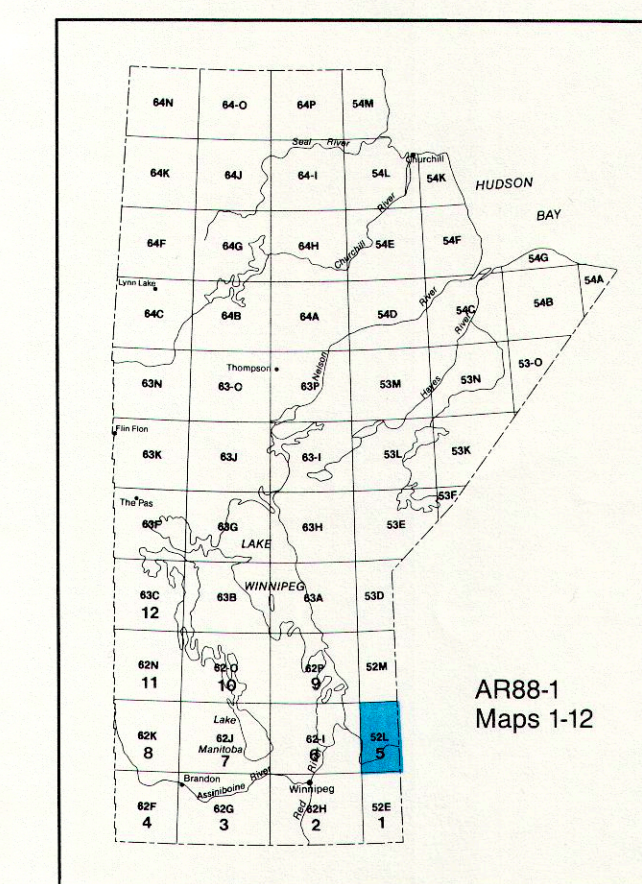 64N 64-O 64P 54M
Seal River
Churchill
64K 64J 64-I 54L 54K
HUDSON
BAY
River
64F 64G 64H Churchill 54E 54F
54G
54A
Lynn Lake
64C 64B 64A 54D River 54C 54B
River
Thompson
Nelson
63N 63-O 63P 53M Hayes 53N 53-O
Flin Flon
63K 63J 63-I 53L 53K
The Pas
53F
63F 63G 63H 53E
LAKE
WINNIPEG
63C 63B 63A 53D
12
62N 62-O 62P 52M
11 10 9
AR88-1
Maps 1-12
Lake
62K 62J 62-I 52L
Manitoba
8 7 6 5
River
Brandon
Assiniboine River
Winnipeg
Red
62F 62G 62H 52E
4 3 2 1